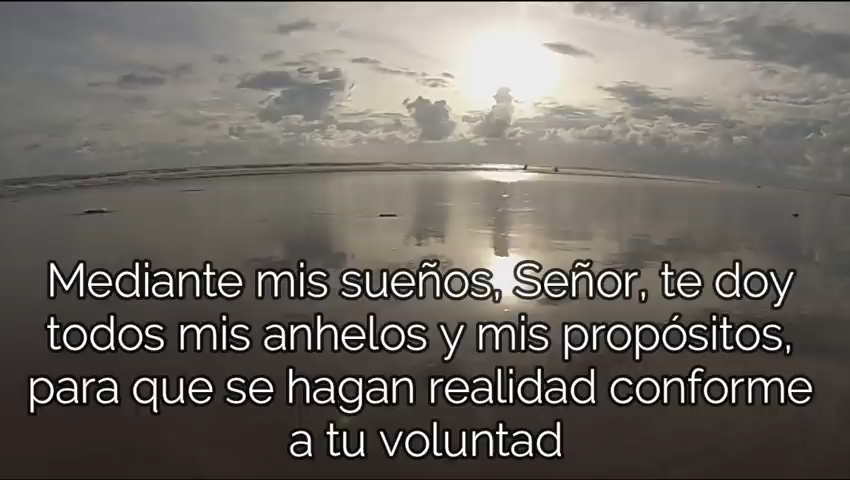 Mediante mis sueños, Señor, te doy
todos mis anhelos y mis propósitos,
para que se hagan realidad conforme
a tu voluntad